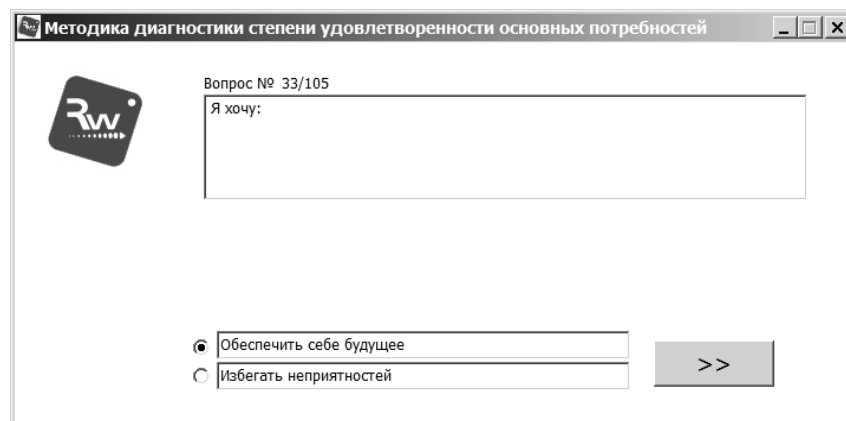 Методика диагностики степени удовлетворенности основных потребностей
Вопрос № 33/105
Rw
Я хочу:
Обеспечить себе будущее
>>
Избегать неприятностей